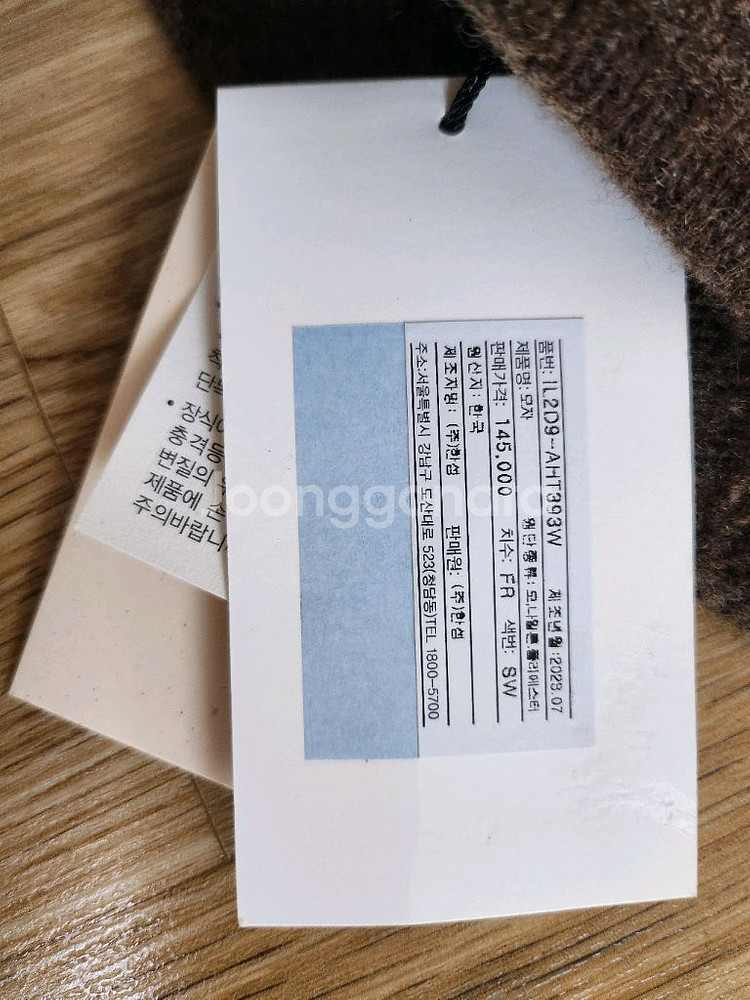 품번: IL2D9-AHT393W 제조년월:2023.07
제품명: 모자 원단종류: 모,나일론,폴리에스터
판매가격: 145,000 치수: FR 색번: SW
원산지: 한국
제조자명: (주)한섬 판매원: (주)한섬
주소:서울특별시 강남구 도산대로 523(청담동)TEL 1800-5700
• 장식
충격등
변질의
제품에 손
주의바랍니
joonggonara